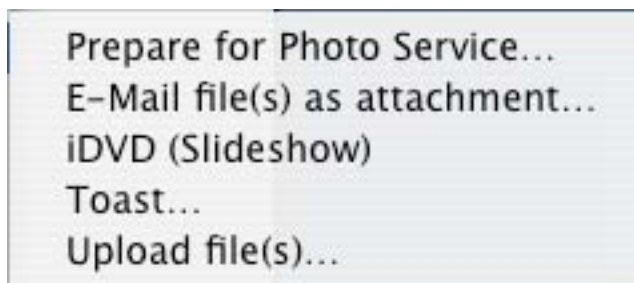 Prepare for Photo Service...
E-Mail file(s) as attachment...
iDVD (Slideshow)
Toast...
Upload file(s)...